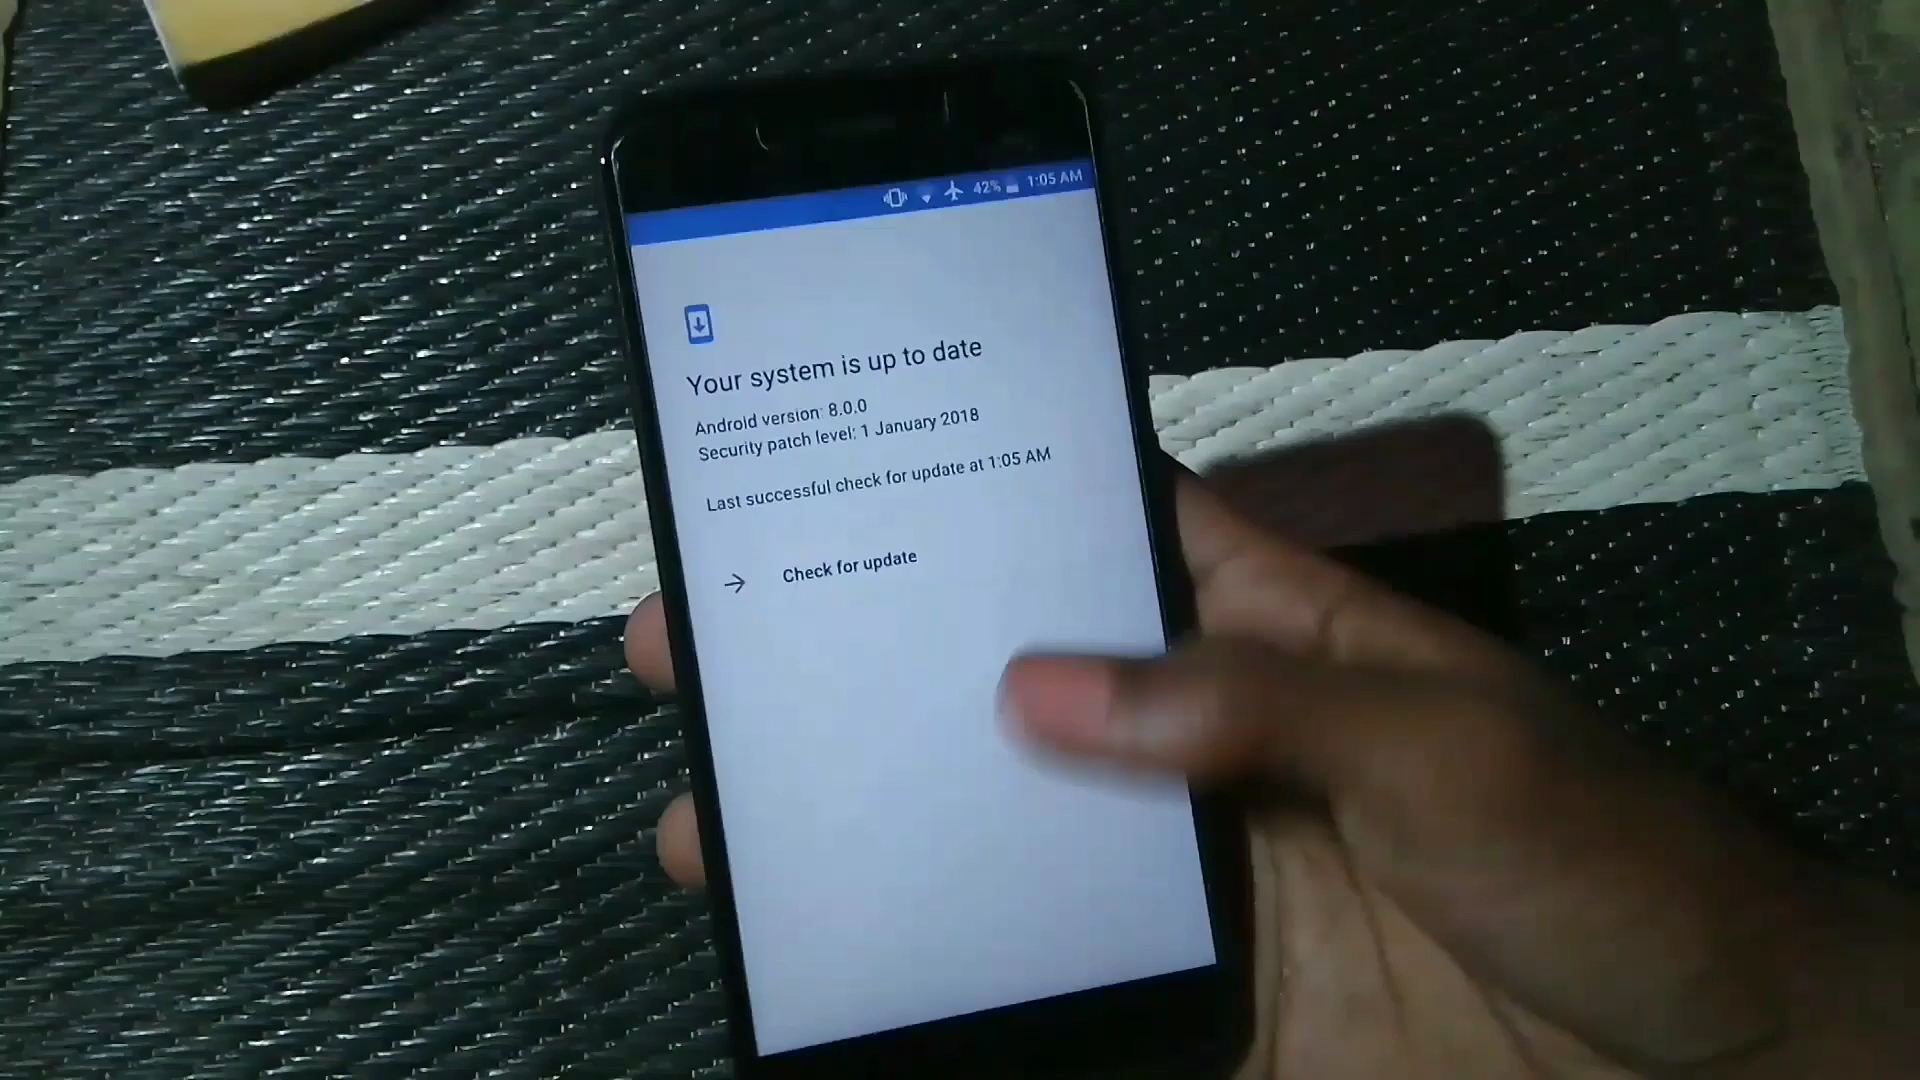 42% 1:05 AM
Your system is up to date
Android version: 8.0.0
Security patch level: 1 January 2018
Last successful check for update at 1:05 AM
Check for update